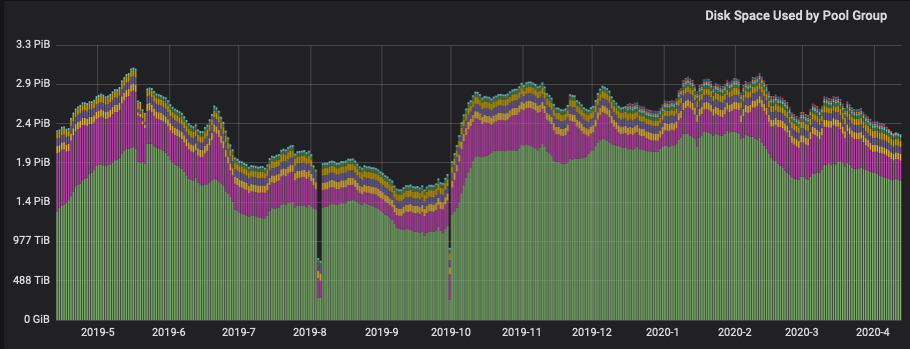 Disk Space Used by Pool Group
3.3 PiB
2.9 PiB
2.4 PiB
1.9 PiB
1.4 PiB
977 TiB
488 TiB
0 GiB
2019-5 2019-6 2019-7 2019-8 2019-9 2019-10 2019-11 2019-12 2020-1 2020-2 2020-3 2020-4